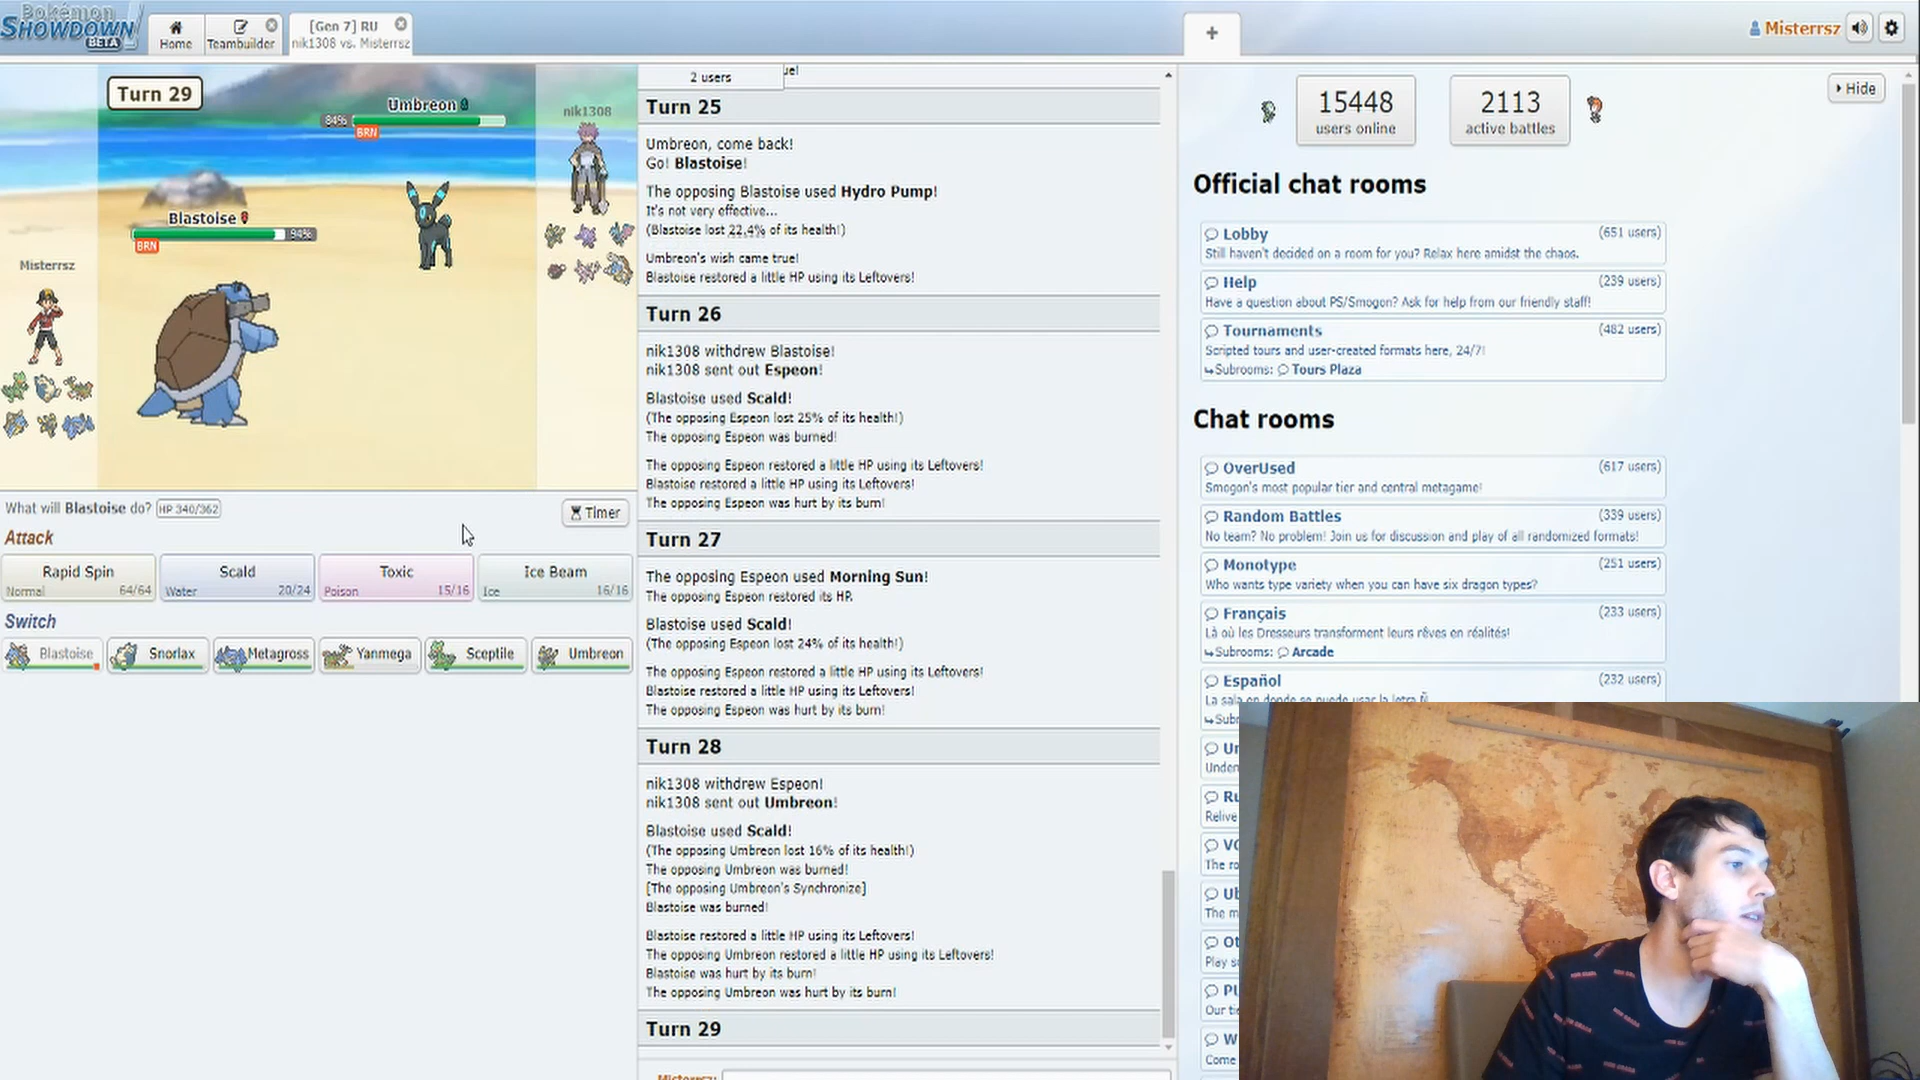 Pokémon
SHOWDOWN
BETA
Home
Teambuilder
[Gen 7] RU
nik1308 vs. Misterrsz
+
Misterrsz
Turn 29
Umbreon
84%
BRN
nik1308
Blastoise
94%
BRN
Misterrsz
What will Blastoise do? HP 340/362
Timer
Attack
Rapid Spin
Normal 64/64
Scald
Water 20/24
Toxic
Poison 15/16
Ice Beam
Ice 16/16
Switch
Blastoise
Snorlax
Metagross
Yanmega
Sceptile
Umbreon
2 users
Turn 25
Umbreon, come back!
Go! Blastoise!
The opposing Blastoise used Hydro Pump!
It's not very effective...
(Blastoise lost 22.4% of its health!)
Umbreon's wish came true!
Blastoise restored a little HP using its Leftovers!
Turn 26
nik1308 withdrew Blastoise!
nik1308 sent out Espeon!
Blastoise used Scald!
(The opposing Espeon lost 25% of its health!)
The opposing Espeon was burned!
The opposing Espeon restored a little HP using its Leftovers!
Blastoise restored a little HP using its Leftovers!
The opposing Espeon was hurt by its burn!
Turn 27
The opposing Espeon used Morning Sun!
The opposing Espeon restored its HP.
Blastoise used Scald!
(The opposing Espeon lost 24% of its health!)
The opposing Espeon restored a little HP using its Leftovers!
Blastoise restored a little HP using its Leftovers!
The opposing Espeon was hurt by its burn!
Turn 28
nik1308 withdrew Espeon!
nik1308 sent out Umbreon!
Blastoise used Scald!
(The opposing Umbreon lost 16% of its health!)
The opposing Umbreon was burned!
[The opposing Umbreon's Synchronize]
Blastoise was burned!
Blastoise restored a little HP using its Leftovers!
The opposing Umbreon restored a little HP using its Leftovers!
Blastoise was hurt by its burn!
The opposing Umbreon was hurt by its burn!
Turn 29
Misterrsz:
15448
users online
2113
active battles
Hide
Official chat rooms
Lobby (651 users)
Still haven't decided on a room for you? Relax here amidst the chaos.
Help (239 users)
Have a question about PS/Smogon? Ask for help from our friendly staff!
Tournaments (482 users)
Scripted tours and user-created formats here, 24/7!
↳Subrooms: Tours Plaza
Chat rooms
OverUsed (617 users)
Smogon's most popular tier and central metagame!
Random Battles (339 users)
No team? No problem! Join us for discussion and play of all randomized formats!
Monotype (251 users)
Who wants type variety when you can have six dragon types?
Français (233 users)
Là où les Dresseurs transforment leurs rêves en réalités!
↳Subrooms: Arcade
Español (232 users)
La sala en donde se puede usar la letra Ñ